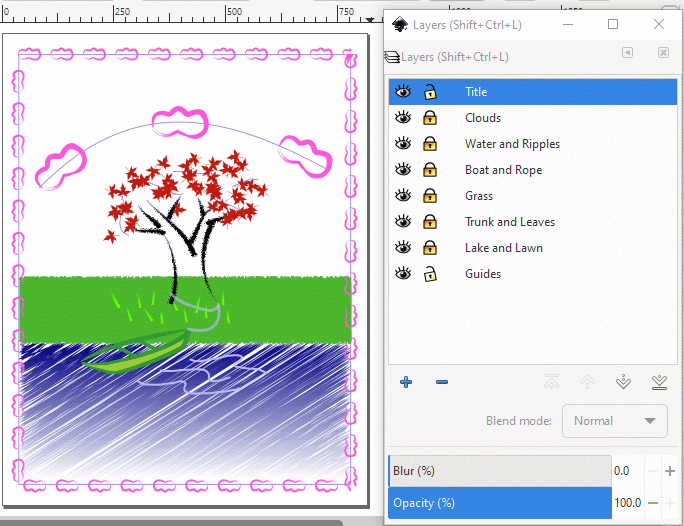 0
250
500
750
Layers (Shift+Ctrl+L)
Layers (Shift+Ctrl+L)
Title
Clouds
Water and Ripples
Boat and Rope
Grass
Trunk and Leaves
Lake and Lawn
Guides
Blend mode: Normal
Blur (%) 0.0
Opacity (%) 100.0